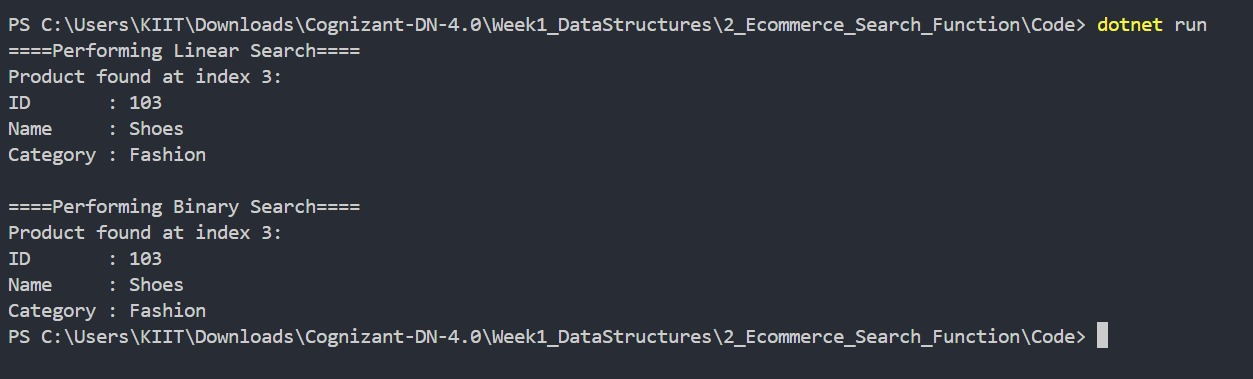 PS C:\Users\KIIT\Downloads\Cognizant-DN-4.0\Week1_DataStructures\2_Ecommerce_Search_Function\Code> dotnet run
====Performing Linear Search====
Product found at index 3:
ID       : 103
Name     : Shoes
Category : Fashion

====Performing Binary Search====
Product found at index 3:
ID       : 103
Name     : Shoes
Category : Fashion
PS C:\Users\KIIT\Downloads\Cognizant-DN-4.0\Week1_DataStructures\2_Ecommerce_Search_Function\Code>